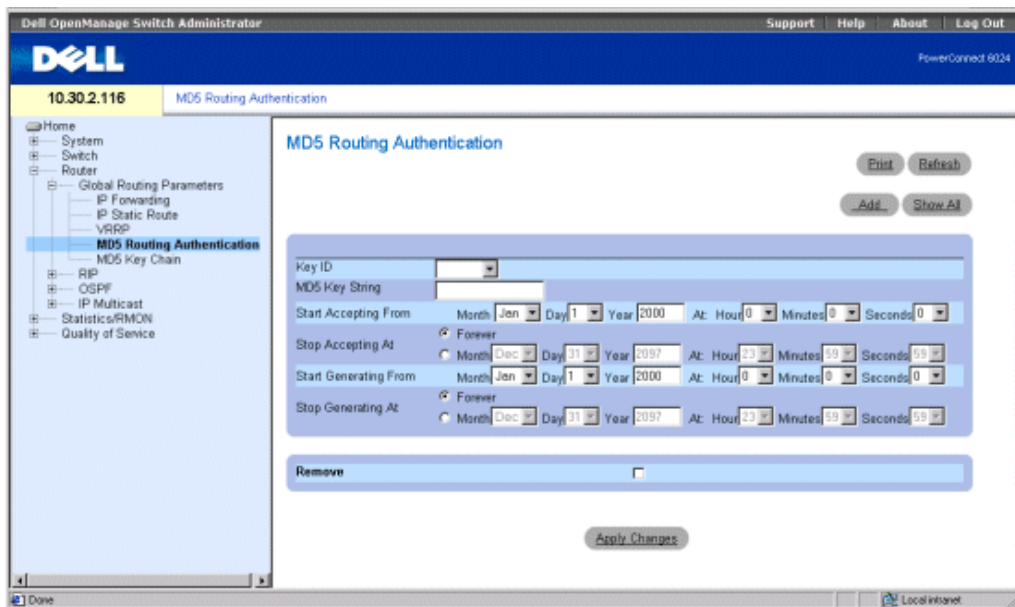 Dell OpenManage Switch Administrator Support Help About Log Out
DELL
PowerConnect 6024
10.30.2.116 MD5 Routing Authentication
Home
System
Switch
Router
Global Routing Parameters
IP Forwarding
IP Static Route
VRRP
MD5 Routing Authentication
MD5 Key Chain
RIP
OSPF
IP Multicast
Statistics/RMON
Quality of Service
MD5 Routing Authentication
Print Refresh
Add Show All
Key ID
MD5 Key String
Start Accepting From Month Jan Day 1 Year 2000 At: Hour 0 Minutes 0 Seconds 0
Stop Accepting At Forever
Month Dec Day 31 Year 2097 At: Hour 23 Minutes 59 Seconds 59
Start Generating From Month Jan Day 1 Year 2000 At: Hour 0 Minutes 0 Seconds 0
Stop Generating At Forever
Month Dec Day 31 Year 2097 At: Hour 23 Minutes 59 Seconds 59
Remove
Apply Changes
Done Local intranet